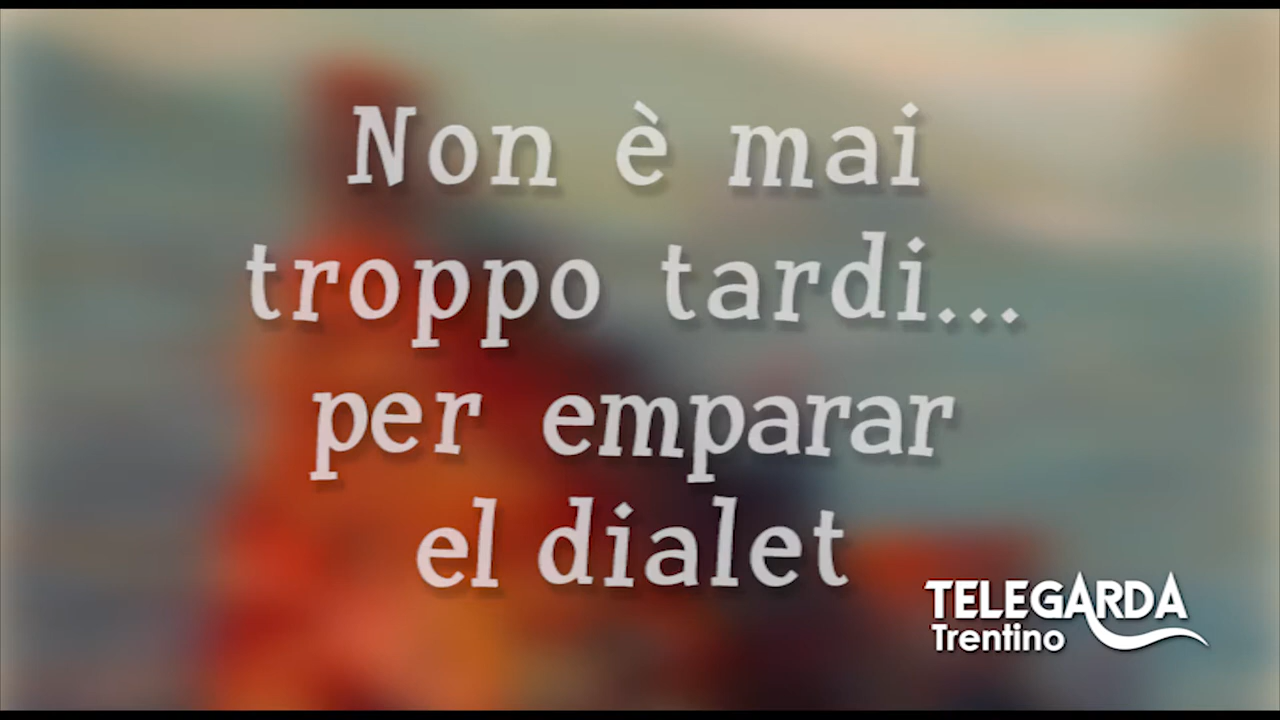 Non è mai
troppo tardi...
per emparar
el dialet
TELEGARDA
Trentino